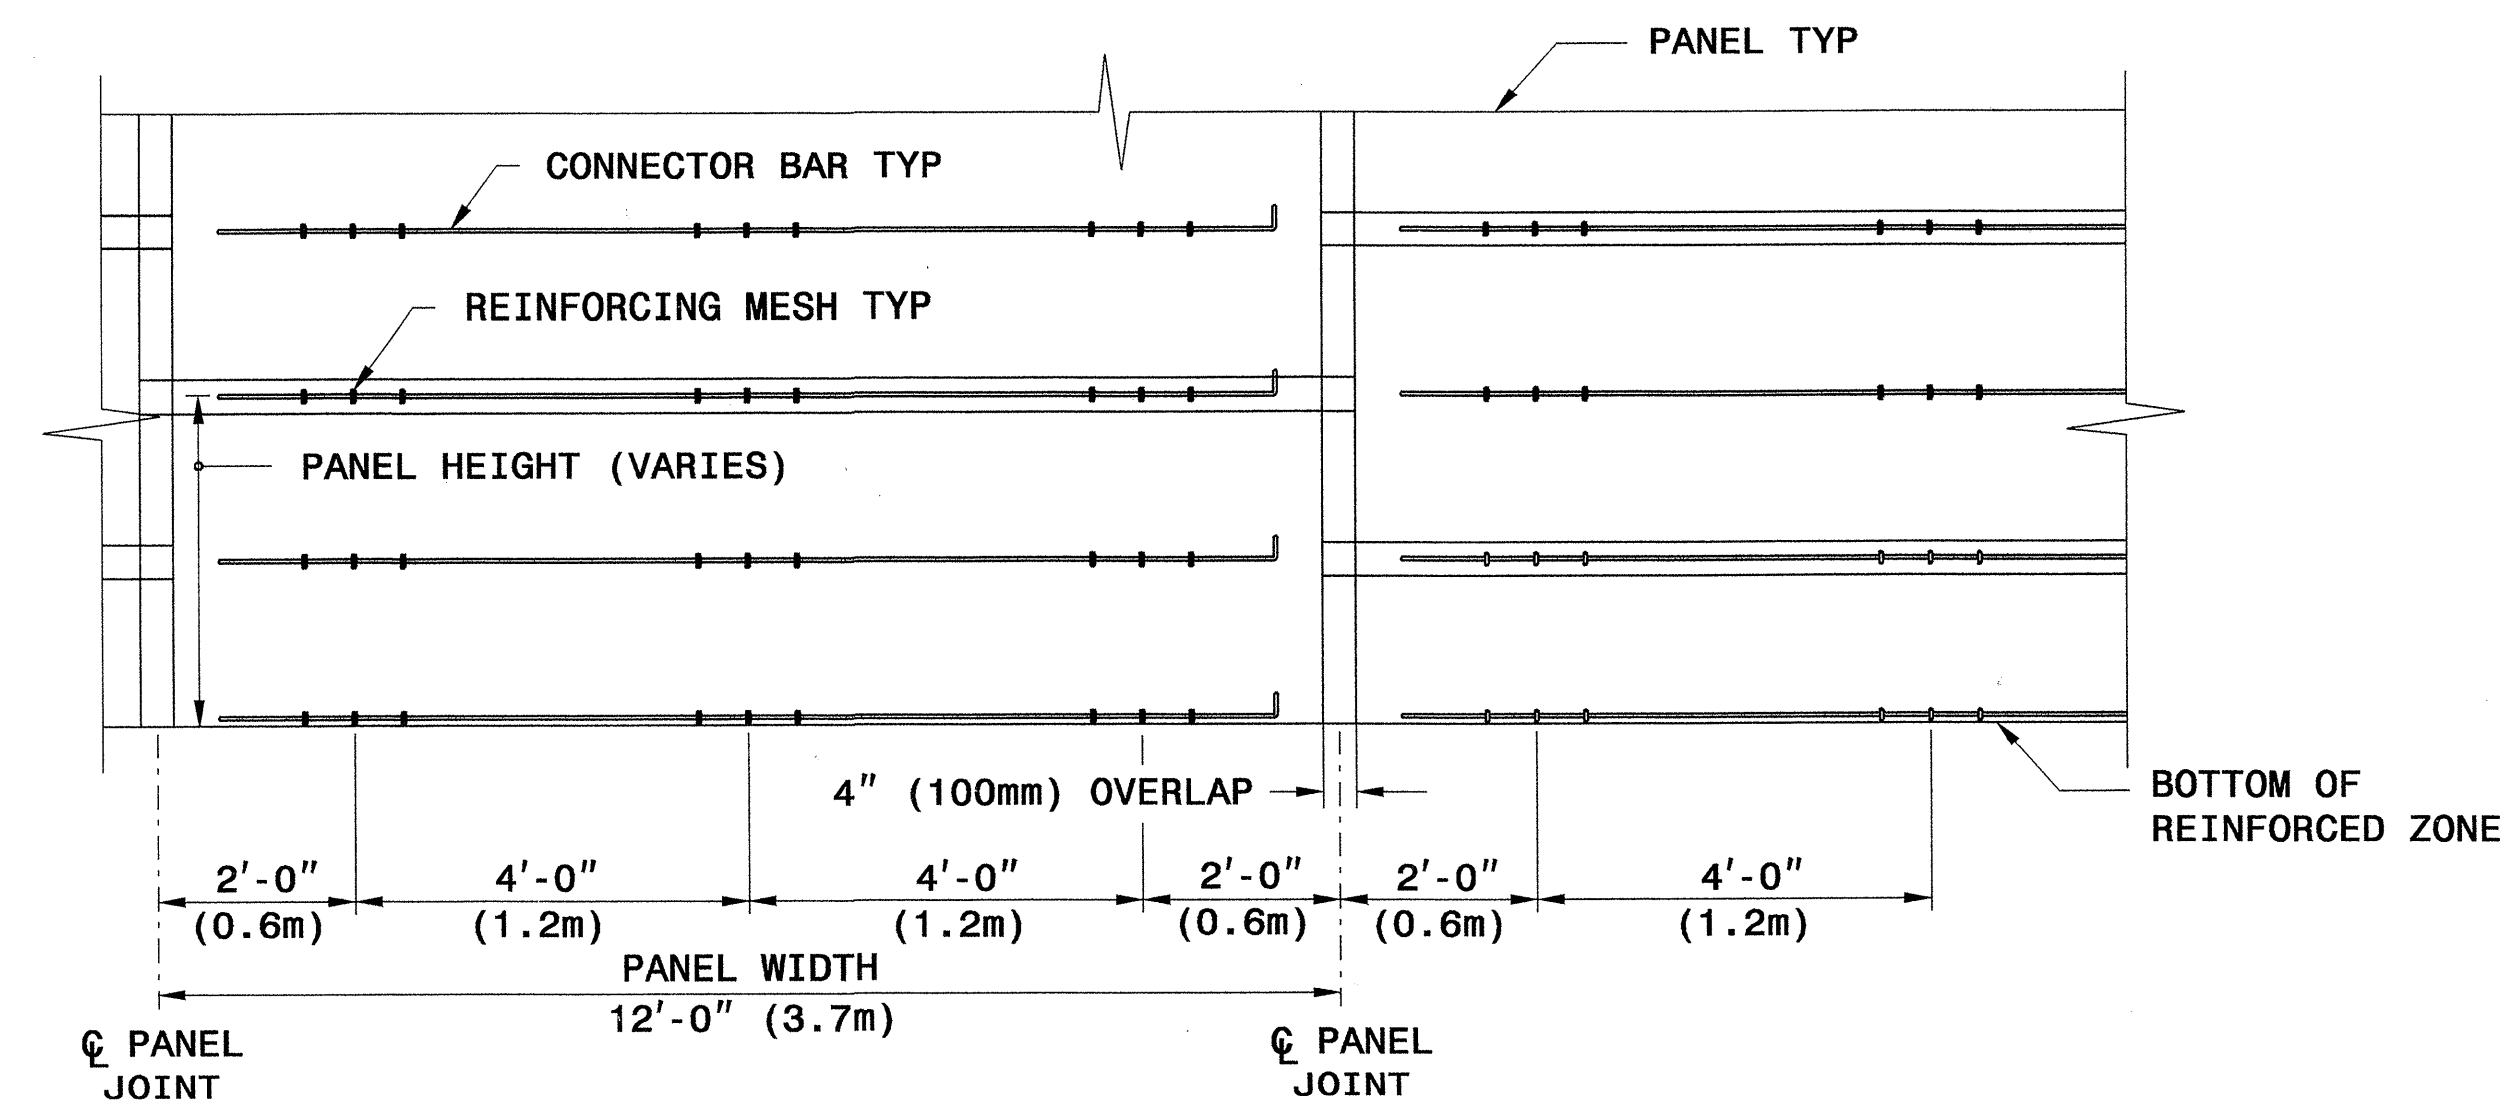 PANEL TYP
CONNECTOR BAR TYP
REINFORCING MESH TYP
PANEL HEIGHT (VARIES)
4" (100mm) OVERLAP
BOTTOM OF
REINFORCED ZONE
2'-0" 4'-0" 4'-0" 2'-0" 2'-0" 4'-0"
(0.6m) (1.2m) (1.2m) (0.6m) (0.6m) (1.2m)
PANEL WIDTH
12'-0" (3.7m)
℄ PANEL
JOINT
℄ PANEL
JOINT